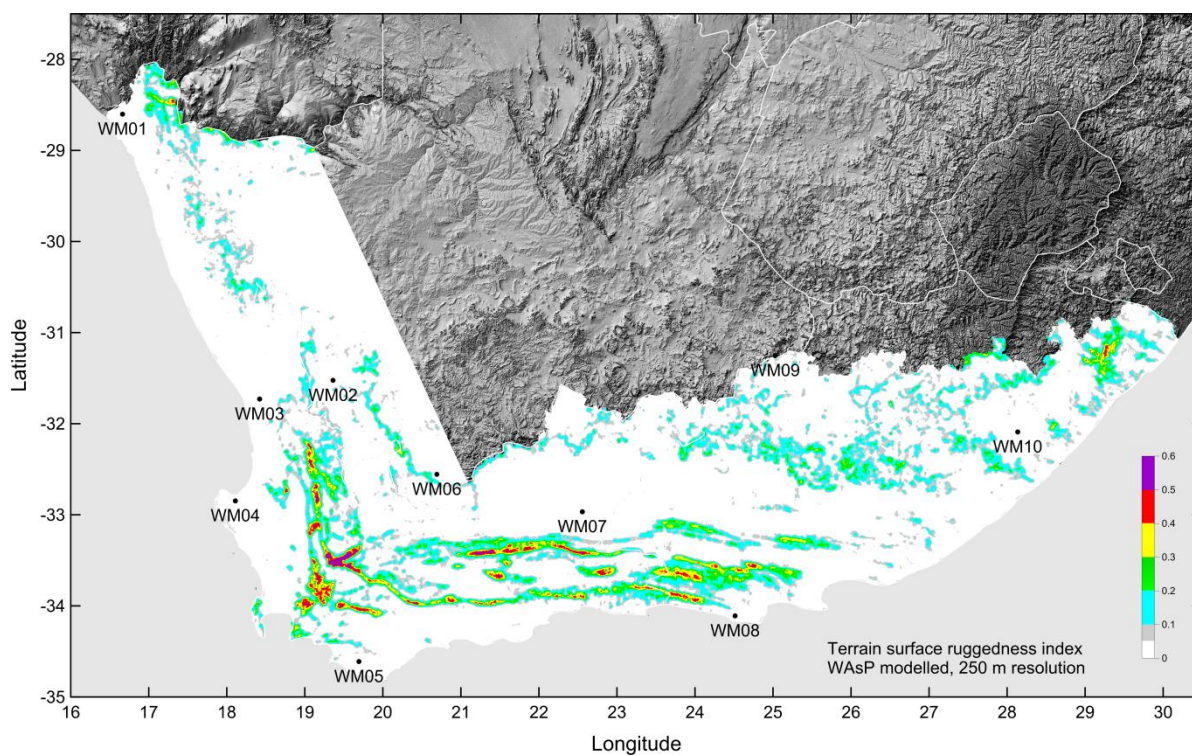 -28
-29
-30
-31
-32
-33
-34
-35
Latitude
WM01
WM02
WM03
WM04
WM05
WM06
WM07
WM08
WM09
WM10
0.6
0.5
0.4
0.3
0.2
0.1
0
Terrain surface ruggedness index
WAsP modelled, 250 m resolution
16 17 18 19 20 21 22 23 24 25 26 27 28 29 30
Longitude